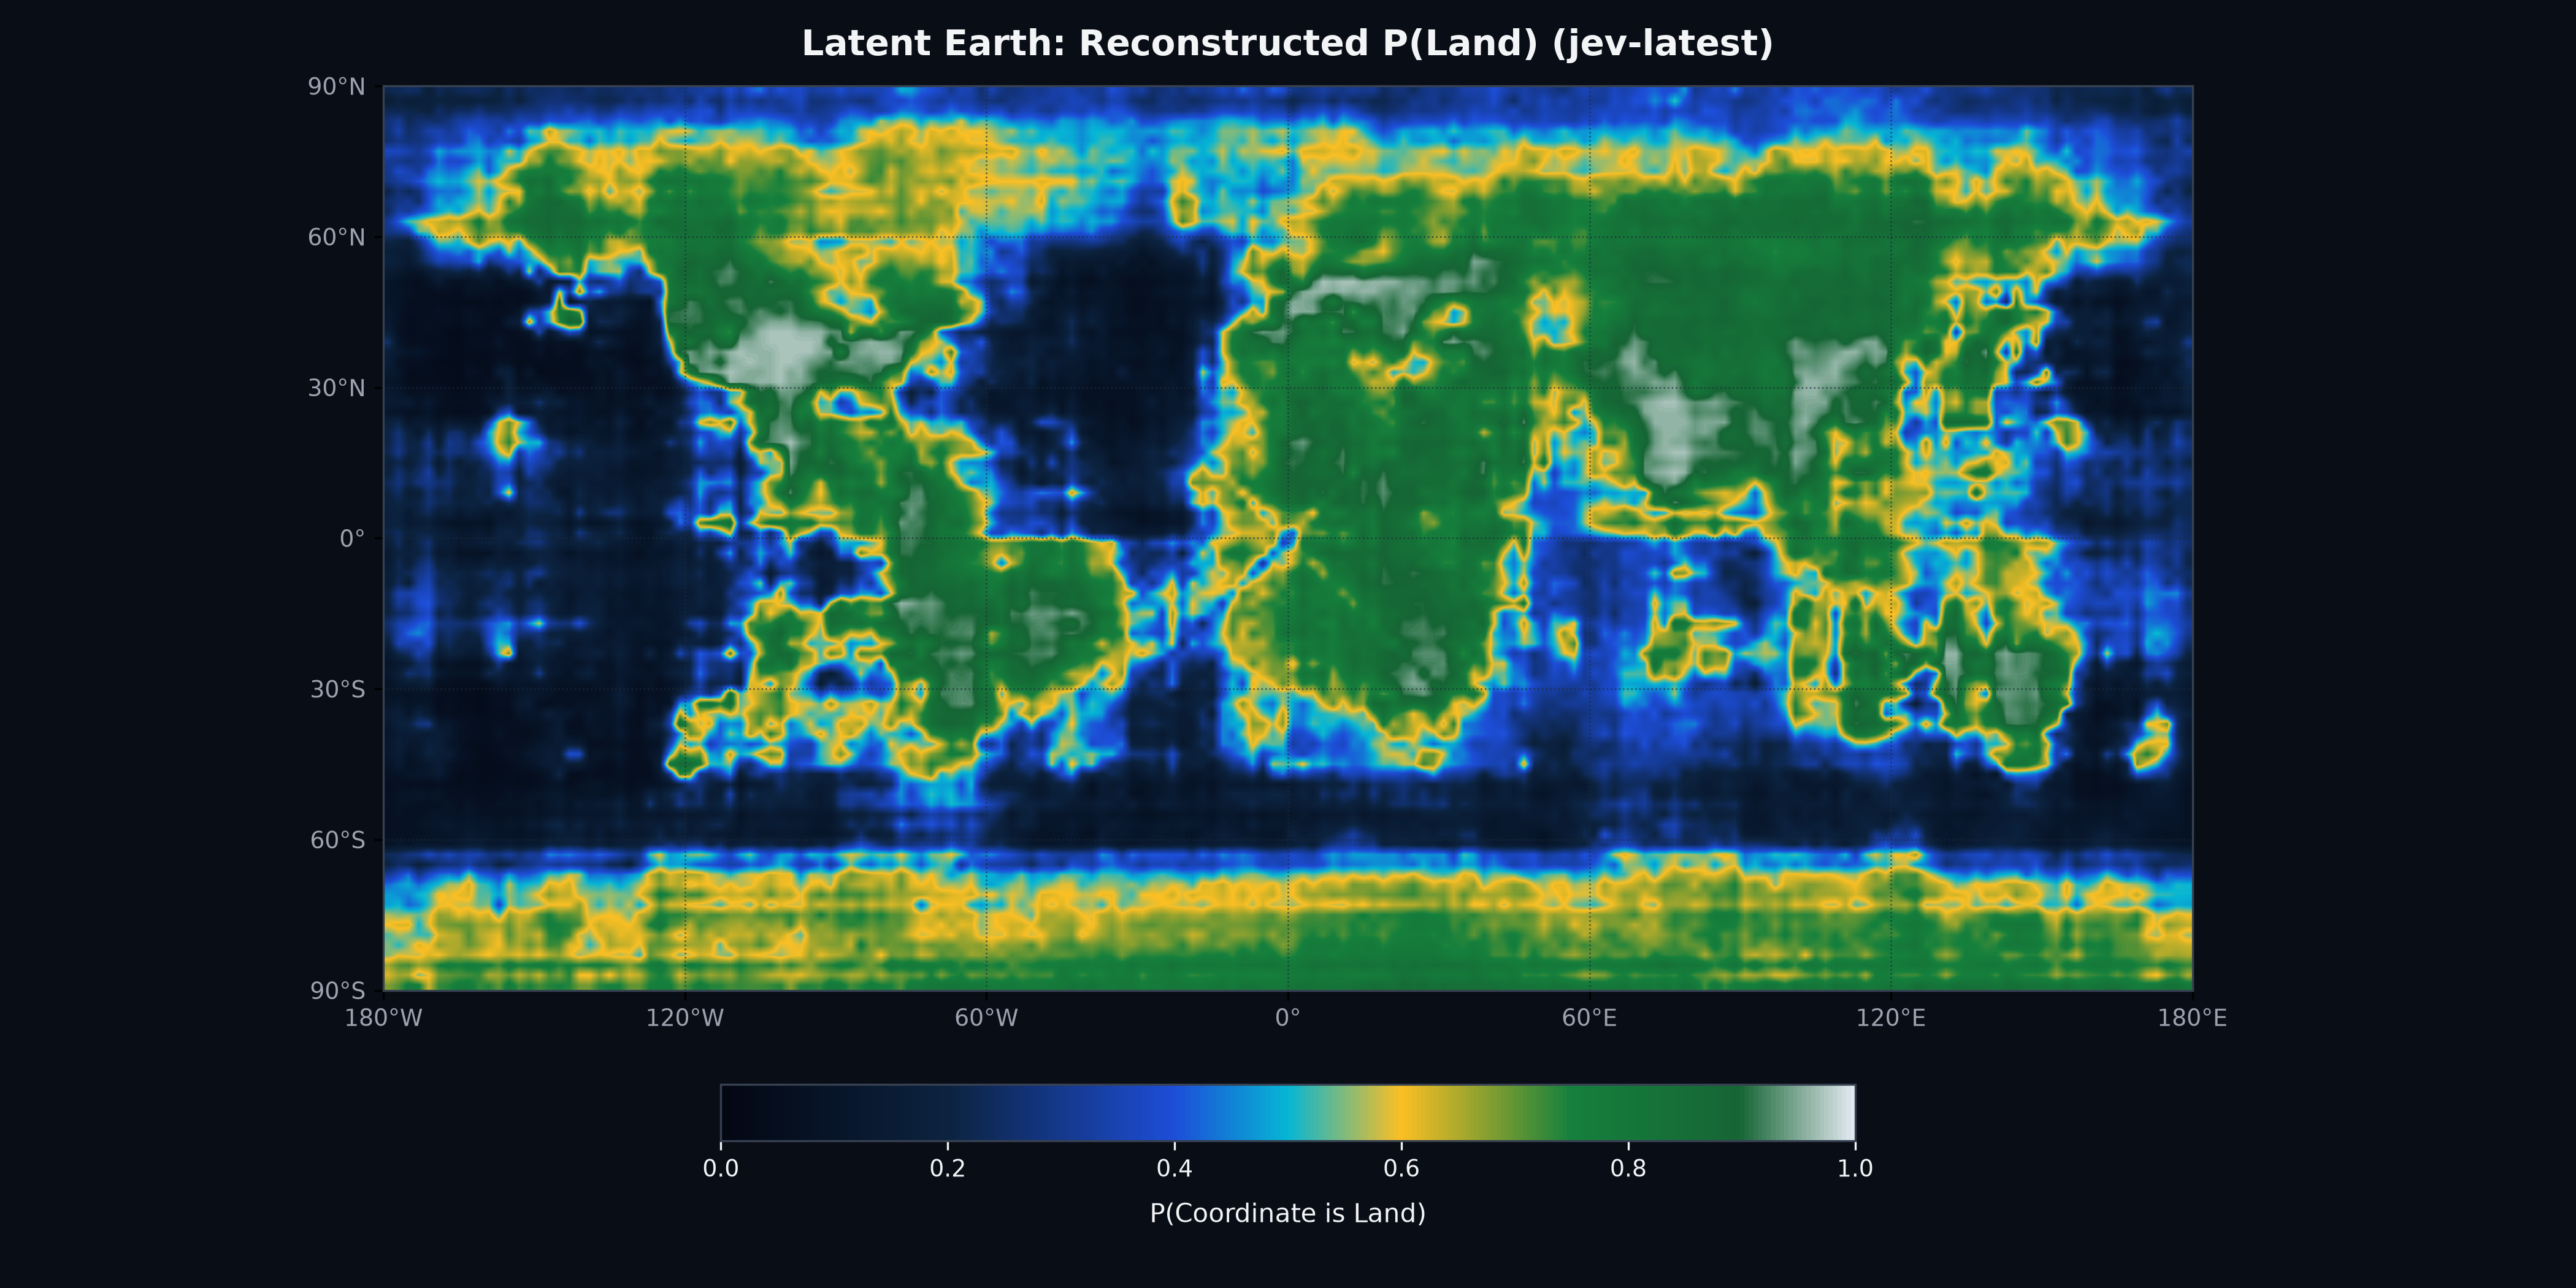 Latent Earth: Reconstructed P(Land) (jev-latest)
90°N
60°N
30°N
0°
30°S
60°S
90°S
180°W 120°W 60°W 0° 60°E 120°E 180°E
0.0 0.2 0.4 0.6 0.8 1.0
P(Coordinate is Land)